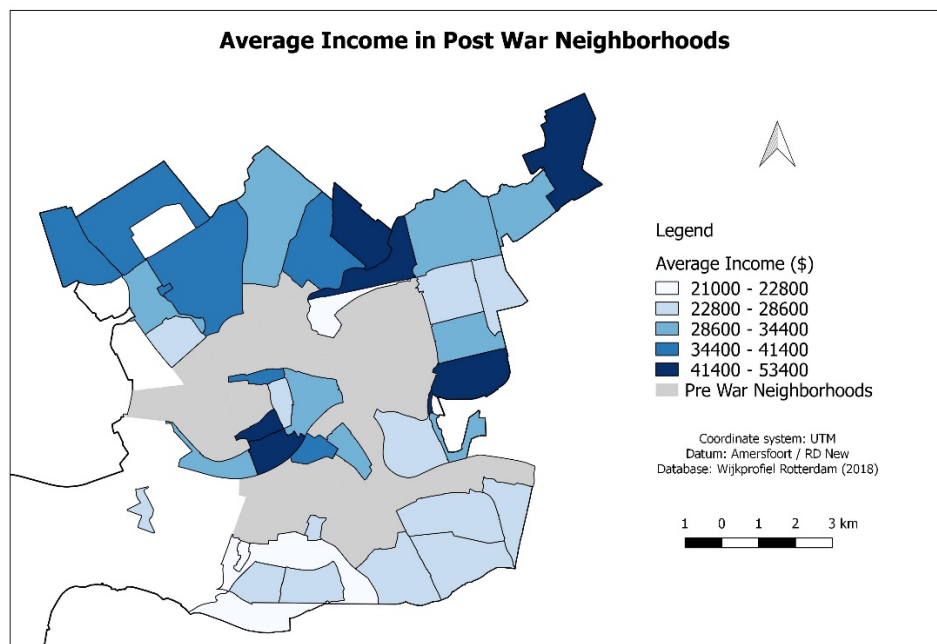 Average Income in Post War Neighborhoods
Legend
Average Income ($)
21000 - 22800
22800 - 28600
28600 - 34400
34400 - 41400
41400 - 53400
Pre War Neighborhoods
Coordinate system: UTM
Datum: Amersfoort / RD New
Database: Wijkprofiel Rotterdam (2018)
1 0 1 2 3 km